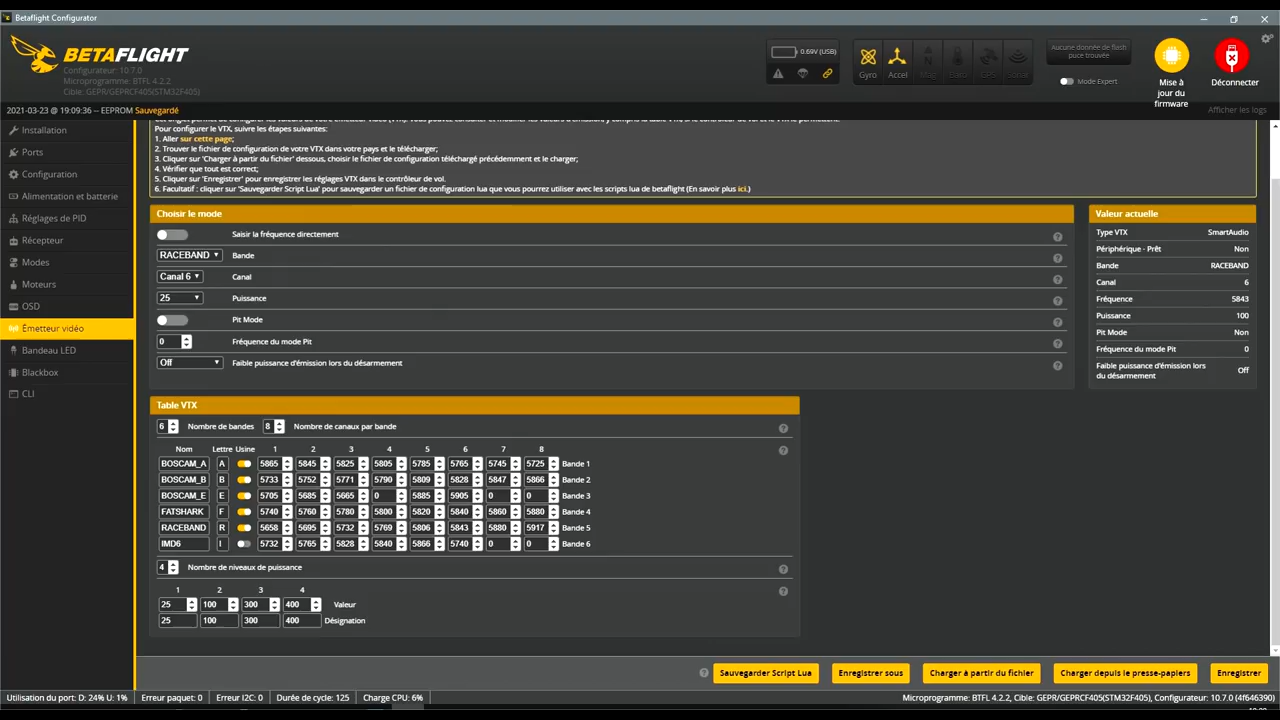 Betaflight Configurator
BETAFLIGHT
Configurateur: 10.7.0
Microprogramme: BTFL 4.2.2
Cible: GEPR/GEPRCF405(STM32F405)
0.69V (USB)
Gyro
Accel
Mag
Baro
GPS
Sonar
Aucune donnée de flash
puce trouvée
Mode Expert
Mise à
jour du
firmware
Déconnecter
2021-03-23 @ 19:09:36 -- EEPROM Sauvegardé
Afficher les logs
Installation
Ports
Configuration
Alimentation et batterie
Réglages de PID
Récepteur
Modes
Moteurs
OSD
Émetteur vidéo
Bandeau LED
Blackbox
CLI
Pour configurer le VTX, suivre les étapes suivantes:
1. Aller sur cette page;
2. Trouver le fichier de configuration de votre VTX dans votre pays et le télécharger;
3. Cliquer sur 'Charger à partir du fichier' dessous, choisir le fichier de configuration téléchargé précédemment et le charger;
4. Vérifier que tout est correct;
5. Cliquer sur 'Enregistrer' pour enregistrer les réglages VTX dans le contrôleur de vol.
6. Facultatif : cliquer sur 'Sauvegarder Script Lua' pour sauvegarder un fichier de configuration lua que vous pourrez utiliser avec les scripts lua de betaflight (En savoir plus ici.)
Choisir le mode
Saisir la fréquence directement
RACEBAND Bande
Canal 6 Canal
25 Puissance
Pit Mode
0 Fréquence du mode Pit
Off Faible puissance d'émission lors du désarmement
Valeur actuelle
Type VTX SmartAudio
Périphérique - Prêt Non
Bande RACEBAND
Canal 6
Fréquence 5843
Puissance 100
Pit Mode Non
Fréquence du mode Pit 0
Faible puissance d'émission lors
du désarmement Off
Table VTX
6 Nombre de bandes 8 Nombre de canaux par bande
Nom Lettre Usine 1 2 3 4 5 6 7 8
BOSCAM_A A 5865 5845 5825 5805 5785 5765 5745 5725 Bande 1
BOSCAM_B B 5733 5752 5771 5790 5809 5828 5847 5866 Bande 2
BOSCAM_E E 5705 5685 5665 0 5885 5905 0 0 Bande 3
FATSHARK F 5740 5760 5780 5800 5820 5840 5860 5880 Bande 4
RACEBAND R 5658 5695 5732 5769 5806 5843 5880 5917 Bande 5
IMD6 I 5732 5765 5828 5840 5866 5740 0 0 Bande 6
4 Nombre de niveaux de puissance
1 2 3 4
25 100 300 400 Valeur
25 100 300 400 Désignation
Sauvegarder Script Lua
Enregistrer sous
Charger à partir du fichier
Charger depuis le presse-papiers
Enregistrer
Utilisation du port: D: 24% U: 1%
Erreur paquet: 0
Erreur I2C: 0
Durée de cycle: 125
Charge CPU: 6%
Microprogramme: BTFL 4.2.2, Cible: GEPR/GEPRCF405(STM32F405), Configurateur: 10.7.0 (4f646390)